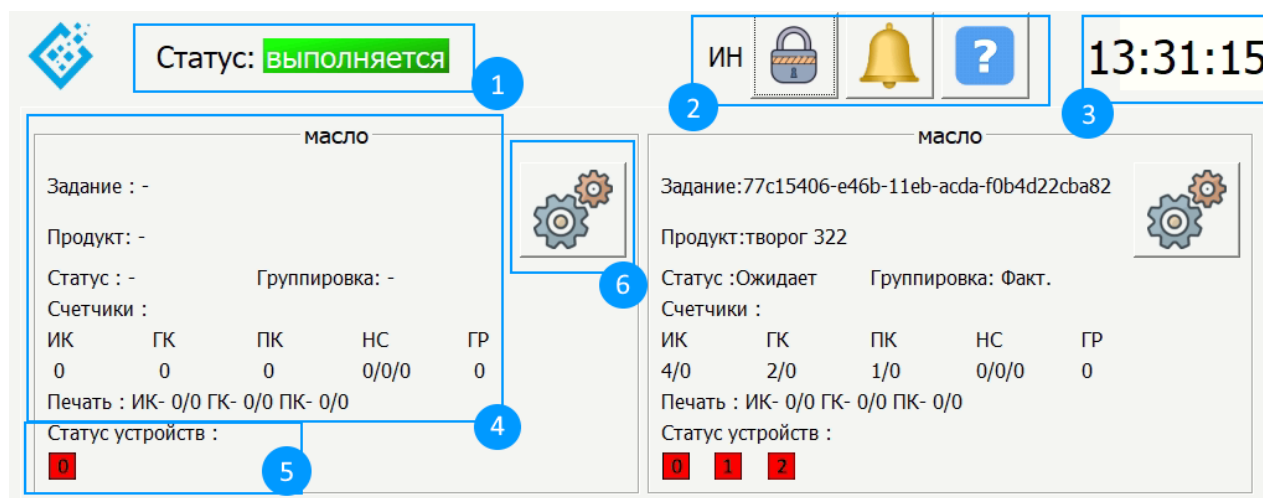 Статус: выполняется
1
ИН
?
2
13:31:15
3
масло
Задание : -
Продукт: -
Статус : - Группировка: -
Счетчики :
ИК ГК ПК НС ГР
0 0 0 0/0/0 0
Печать : ИК- 0/0 ГК- 0/0 ПК- 0/0
4
Статус устройств :
0
5
6
масло
Задание:77c15406-e46b-11eb-acda-f0b4d22cba82
Продукт:творог 322
Статус :Ожидает Группировка: Факт.
Счетчики :
ИК ГК ПК НС ГР
4/0 2/0 1/0 0/0/0 0
Печать : ИК- 0/0 ГК- 0/0 ПК- 0/0
Статус устройств :
0 1 2